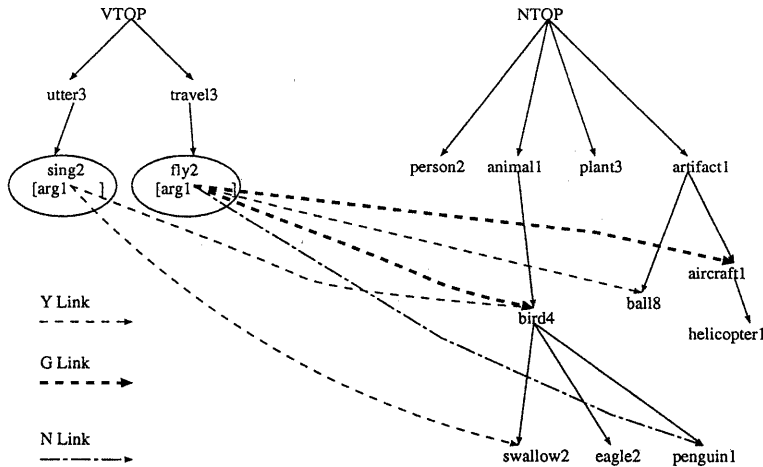 VTOP NTOP
utter3 travel3
sing2 fly2 person2 animal1 plant3 artifact1
[arg1 ] [arg1 ]
aircraft1
ball8
Y Link
bird4
helicopter1
G Link
N Link
swallow2 eagle2 penguin1